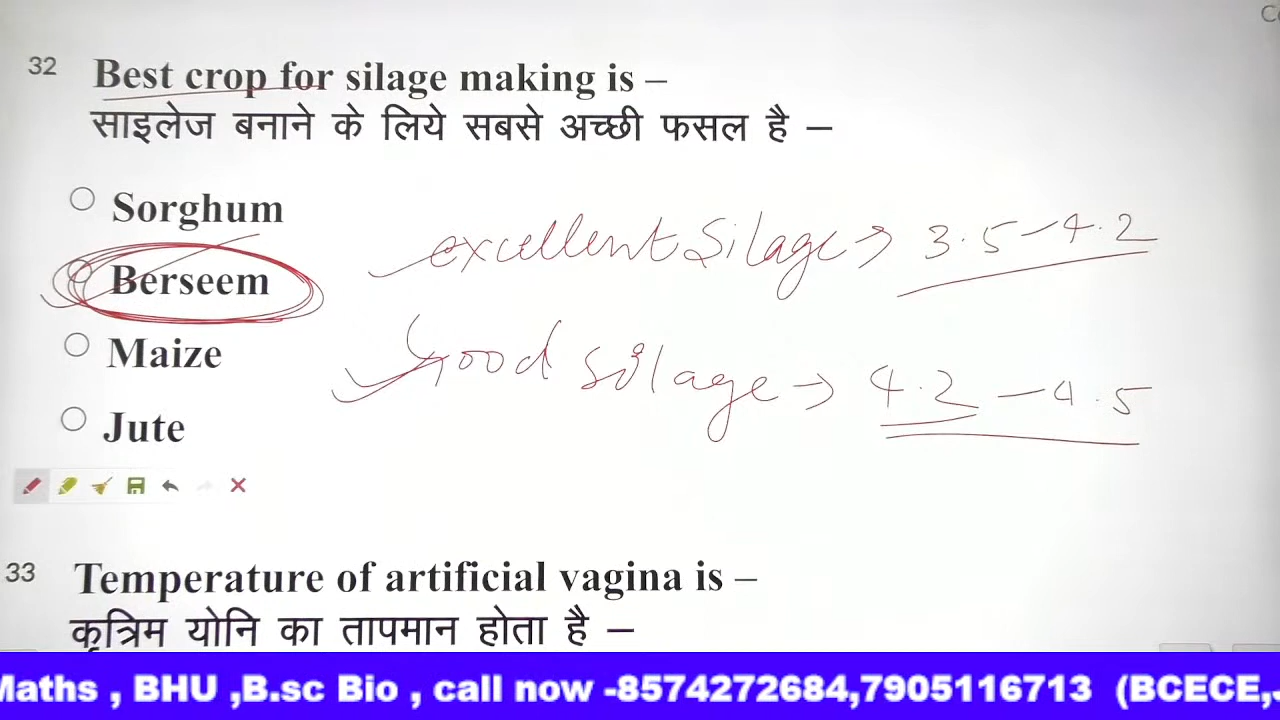 32 Best crop for silage making is –
साइलेज बनाने के लिये सबसे अच्छी फसल है –
Sorghum
Berseem
Maize
Jute
excellent Silage → 3.5 – 4.2
Good silage → 4.2 – 4.5
33 Temperature of artificial vagina is –
कृत्रिम योनि का तापमान होता है –
Maths , BHU ,B.sc Bio , call now -8574272684,7905116713 (BCECE,